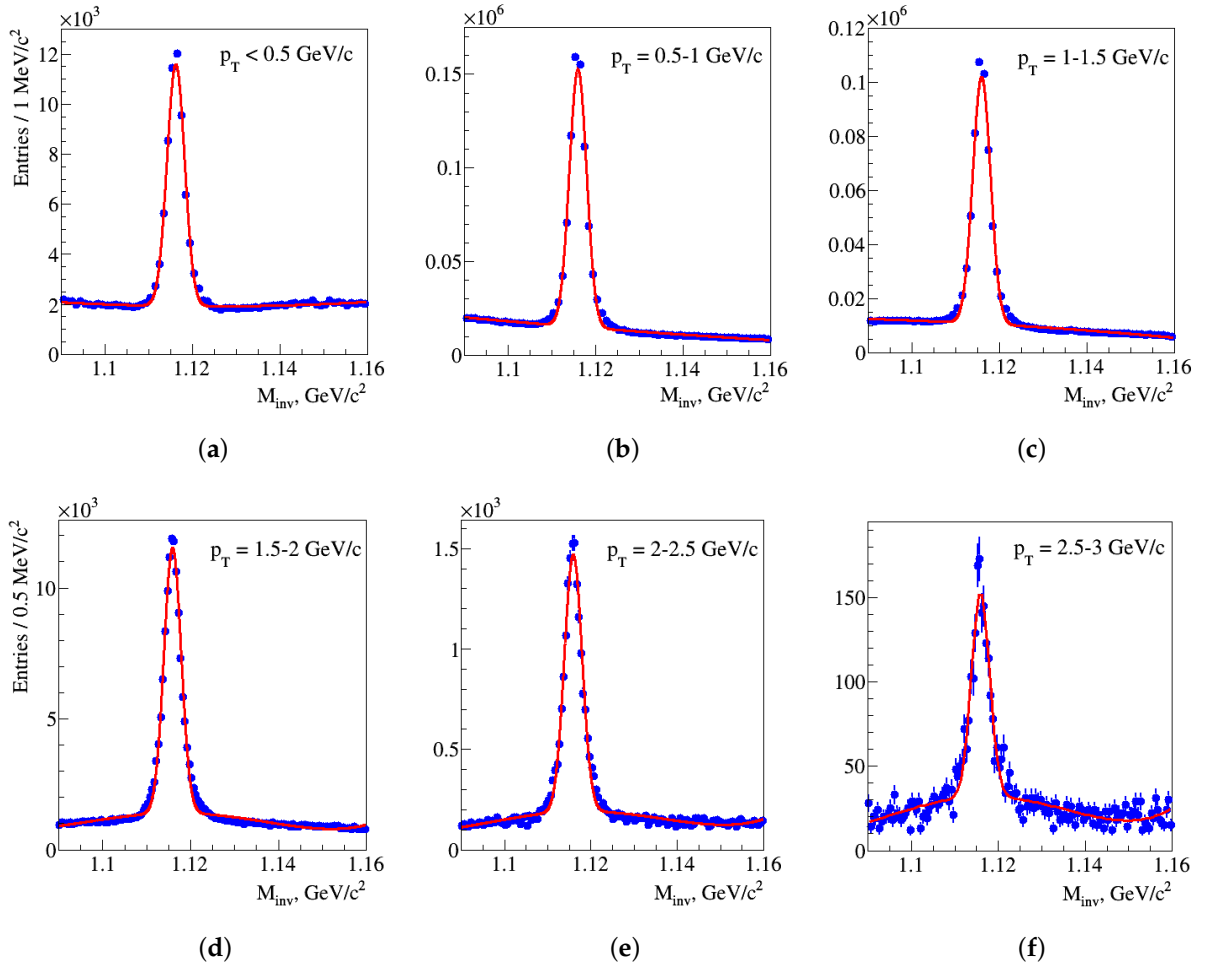 ×10³
p_T < 0.5 GeV/c
Entries / 1 MeV/c²
12
10
8
6
4
2
0
1.1 1.12 1.14 1.16
M_inv, GeV/c²
(a)
×10⁶
p_T = 0.5-1 GeV/c
0.15
0.1
0.05
0
1.1 1.12 1.14 1.16
M_inv, GeV/c²
(b)
×10⁶
p_T = 1-1.5 GeV/c
0.12
0.1
0.08
0.06
0.04
0.02
0
1.1 1.12 1.14 1.16
M_inv, GeV/c²
(c)
×10³
p_T = 1.5-2 GeV/c
Entries / 0.5 MeV/c²
10
5
0
1.1 1.12 1.14 1.16
M_inv, GeV/c²
(d)
×10³
p_T = 2-2.5 GeV/c
1.5
1
0.5
0
1.1 1.12 1.14 1.16
M_inv, GeV/c²
(e)
p_T = 2.5-3 GeV/c
150
100
50
0
1.1 1.12 1.14 1.16
M_inv, GeV/c²
(f)